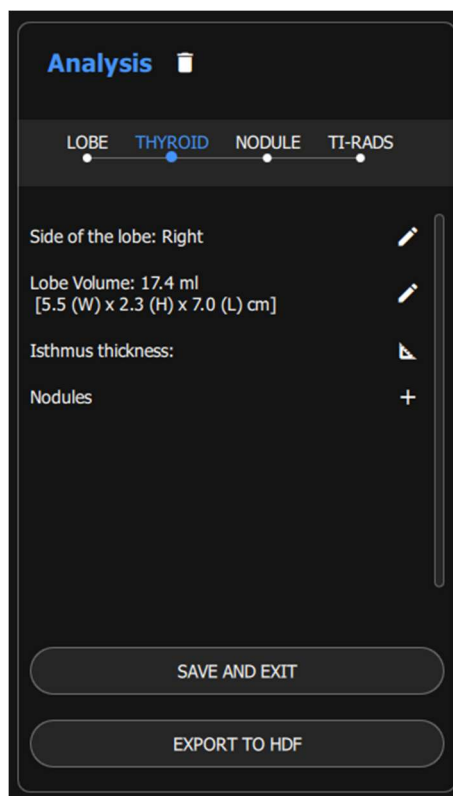 Analysis
LOBE THYROID NODULE TI-RADS
Side of the lobe: Right
Lobe Volume: 17.4 ml
[5.5 (W) x 2.3 (H) x 7.0 (L) cm]
Isthmus thickness:
Nodules
SAVE AND EXIT
EXPORT TO HDF